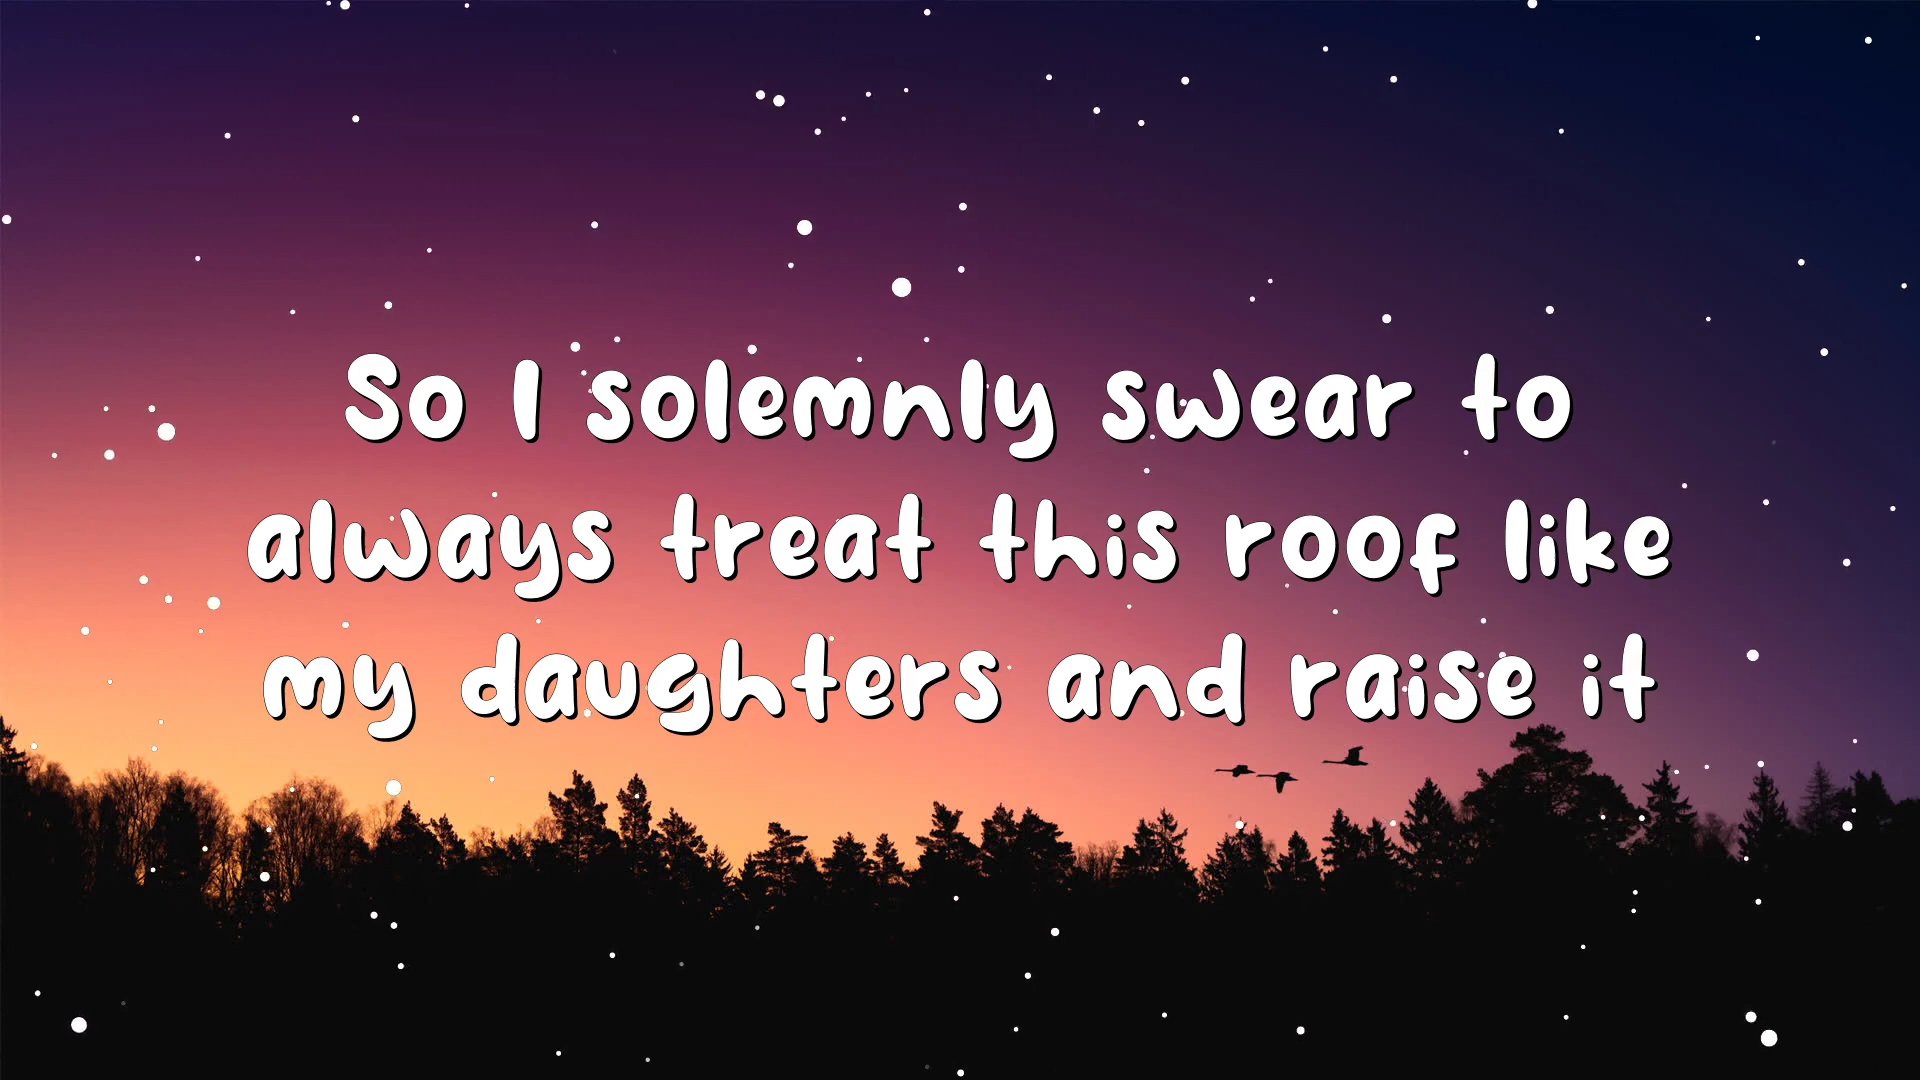 So I solemnly swear to
always treat this roof like
my daughters and raise it